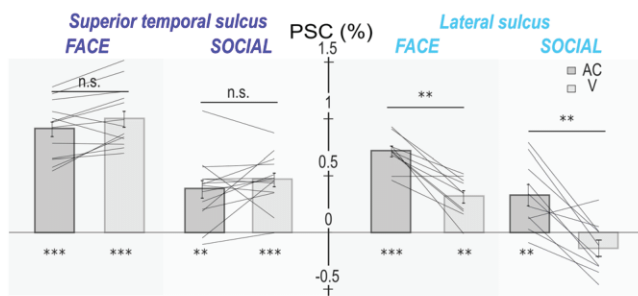 Superior temporal sulcus
PSC (%)
Lateral sulcus
FACE
SOCIAL
FACE
SOCIAL
1.5
AC
V
n.s.
n.s.
**
**
1
0.5
0
-0.5
***
***
**
***
***
**
**